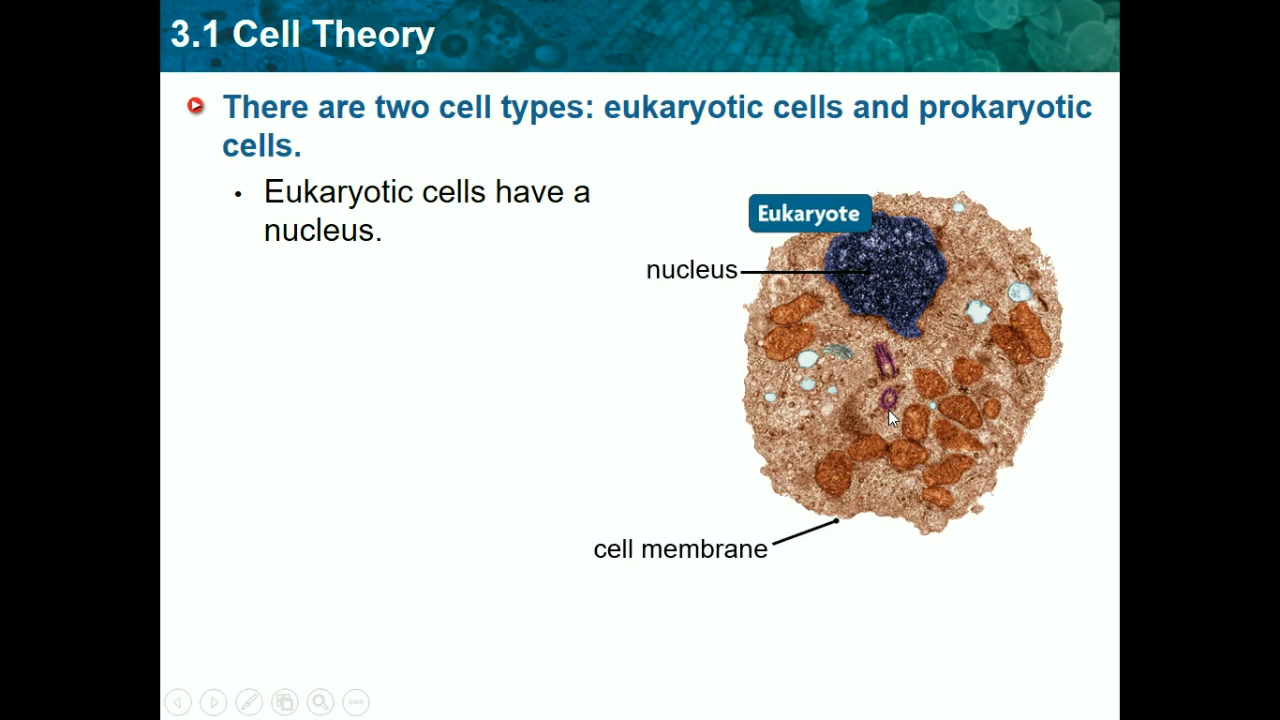 3.1 Cell Theory
There are two cell types: eukaryotic cells and prokaryotic
cells.
• Eukaryotic cells have a
nucleus.
Eukaryote
nucleus
cell membrane